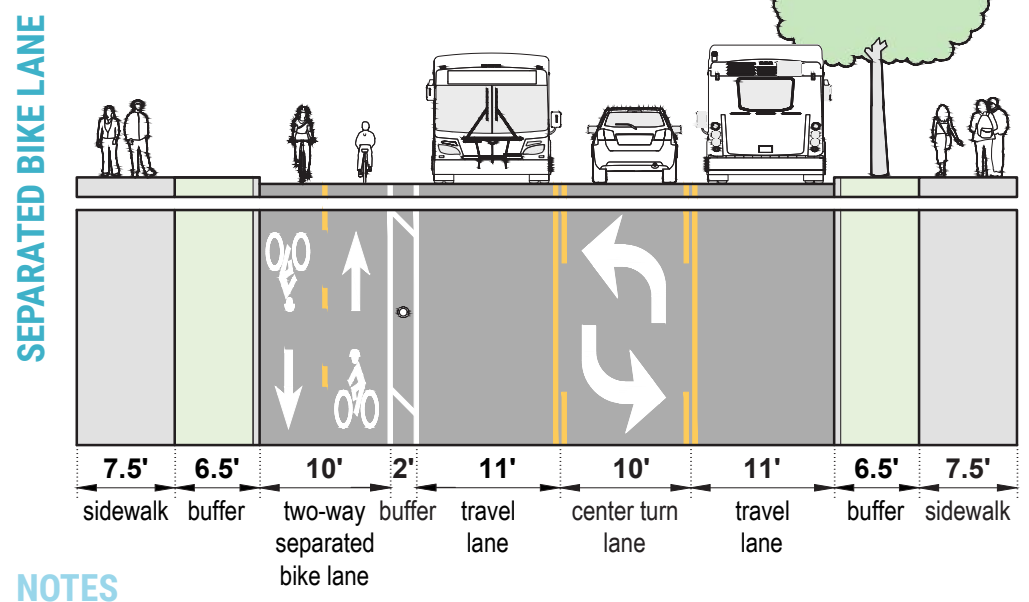 SEPARATED BIKE LANE
7.5' 6.5' 10' 2' 11' 10' 11' 6.5' 7.5'
sidewalk buffer two-way buffer travel center turn travel buffer sidewalk
separated lane lane lane
bike lane
NOTES